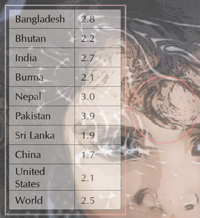 Bangladesh 2.8
Bhutan 2.2
India 2.7
Burma 2.1
Nepal 3.0
Pakistan 3.9
Sri Lanka 1.9
China 1.7
United
States 2.1
World 2.5